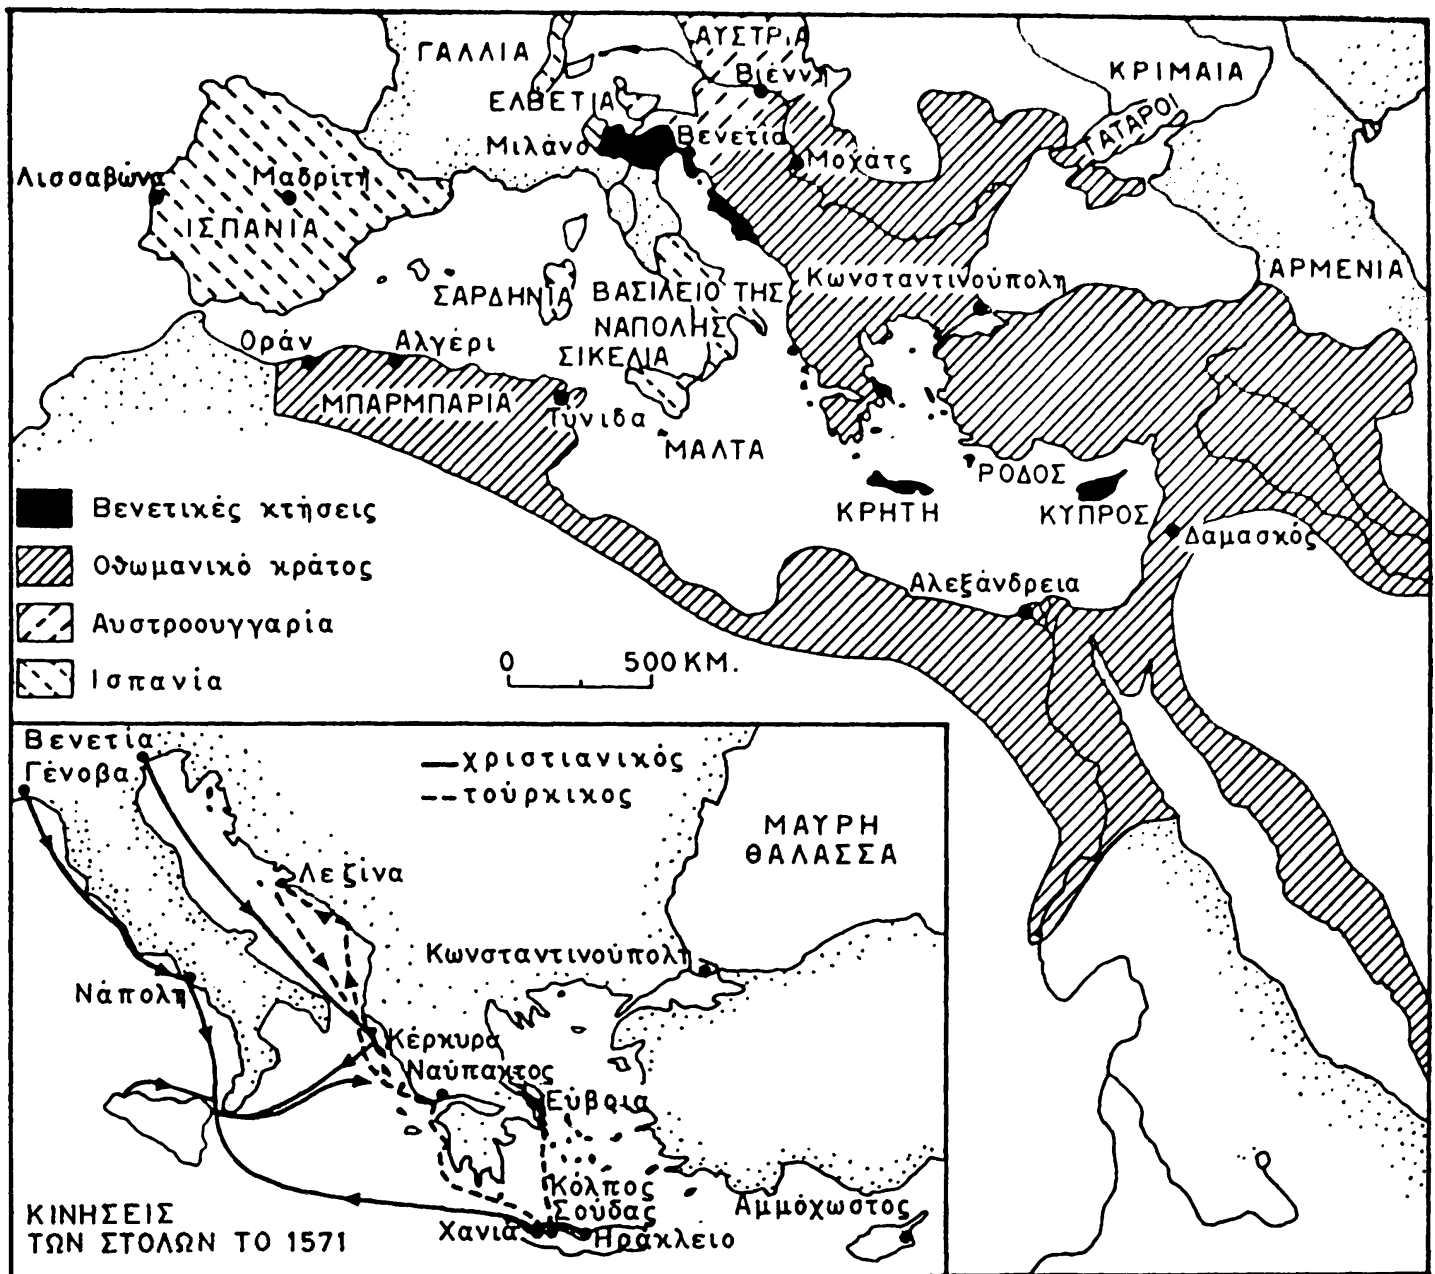 ΓΑΛΛΙΑ
ΑΥΣΤΡΙΑ
Βιέννη
ΚΡΙΜΑΙΑ
ΕΛΒΕΤΙΑ
ΤΑΤΑΡΟΙ
Μιλάνο
Βενετία
Μοχάτς
Λισσαβώνα
Μαδρίτη
ΙΣΠΑΝΙΑ
ΑΡΜΕΝΙΑ
Κωνσταντινούπολη
ΣΑΡΔΗΝΙΑ
ΒΑΣΙΛΕΙΟ ΤΗΣ
ΝΑΠΟΛΗΣ
Οράν
Αλγέρι
ΣΙΚΕΛΙΑ
ΜΠΑΡΜΠΑΡΙΑ
Τύνιδα
ΜΑΛΤΑ
ΡΟΔΟΣ
ΚΡΗΤΗ
ΚΥΠΡΟΣ
Δαμασκός
Αλεξάνδρεια
Βενετικές κτήσεις
Οθωμανικό κράτος
Αυστροουγγαρία
Ισπανία
0 500 ΚΜ.
Βενετία
Γένοβα
χριστιανικός
τούρκικος
ΜΑΥΡΗ
ΘΑΛΑΣΣΑ
Λεζίνα
Κωνσταντινούπολη
Νάπολη
Κέρκυρα
Ναύπακτος
Εύβοια
Κόλπος
Σούδας
Αμμόχωστος
Χανιά
Ηράκλειο
ΚΙΝΗΣΕΙΣ
ΤΩΝ ΣΤΟΛΩΝ ΤΟ 1571